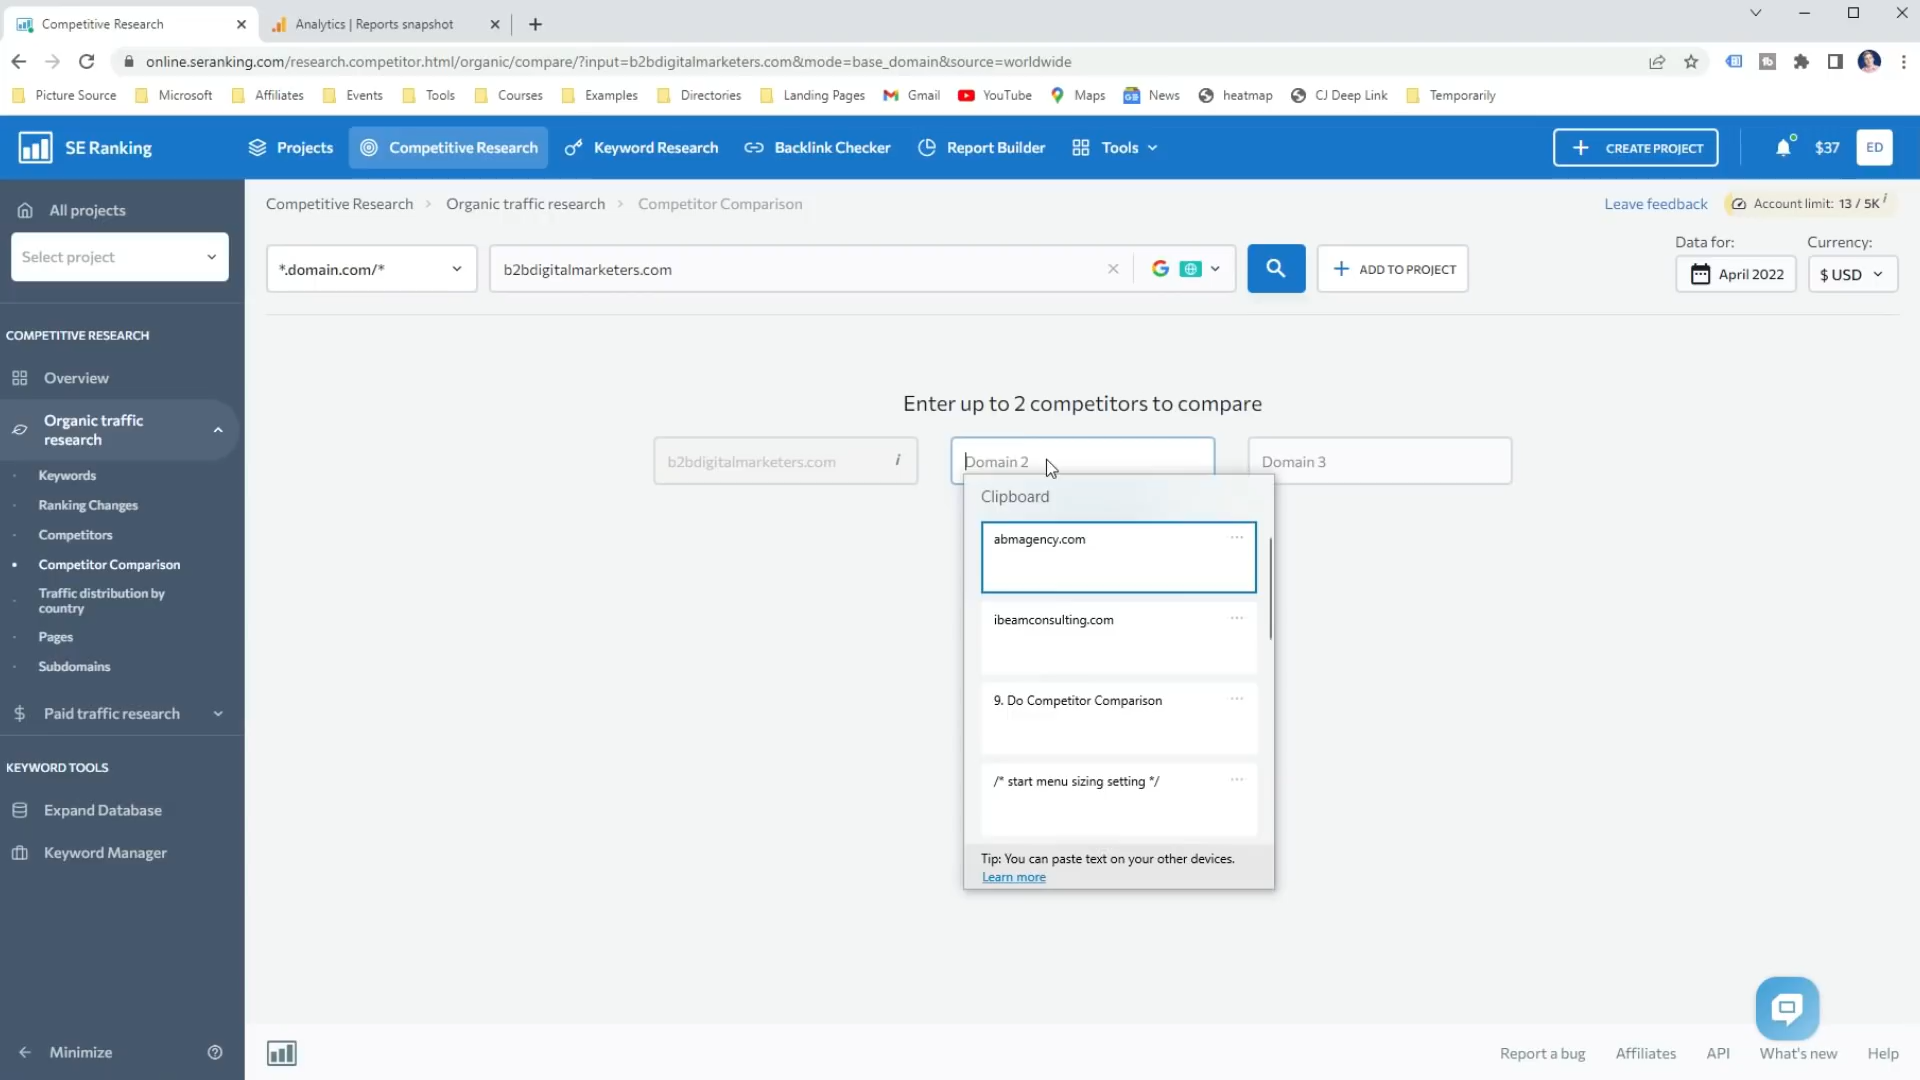 Competitive Research
Analytics | Reports snapshot
online.seranking.com/research.competitor.html/organic/compare/?input=b2bdigitalmarketers.com&mode=base_domain&source=worldwide
Picture Source
Microsoft
Affiliates
Events
Tools
Courses
Examples
Directories
Landing Pages
Gmail
YouTube
Maps
News
heatmap
CJ Deep Link
Temporarily
SE Ranking
Projects
Competitive Research
Keyword Research
Backlink Checker
Report Builder
Tools
CREATE PROJECT
$37
ED
All projects
Select project
COMPETITIVE RESEARCH
Overview
Organic traffic
research
Keywords
Ranking Changes
Competitors
Competitor Comparison
Traffic distribution by
country
Pages
Subdomains
Paid traffic research
KEYWORD TOOLS
Expand Database
Keyword Manager
Minimize
Competitive Research > Organic traffic research > Competitor Comparison
Leave feedback
Account limit: 13 / 5K i
*.domain.com/*
b2bdigitalmarketers.com
ADD TO PROJECT
Data for:
April 2022
Currency:
$ USD
Enter up to 2 competitors to compare
b2bdigitalmarketers.com i
Domain 2
Domain 3
Clipboard
abmagency.com
ibeamconsulting.com
9. Do Competitor Comparison
/* start menu sizing setting */
Tip: You can paste text on your other devices.
Learn more
Report a bug
Affiliates
API
What's new
Help